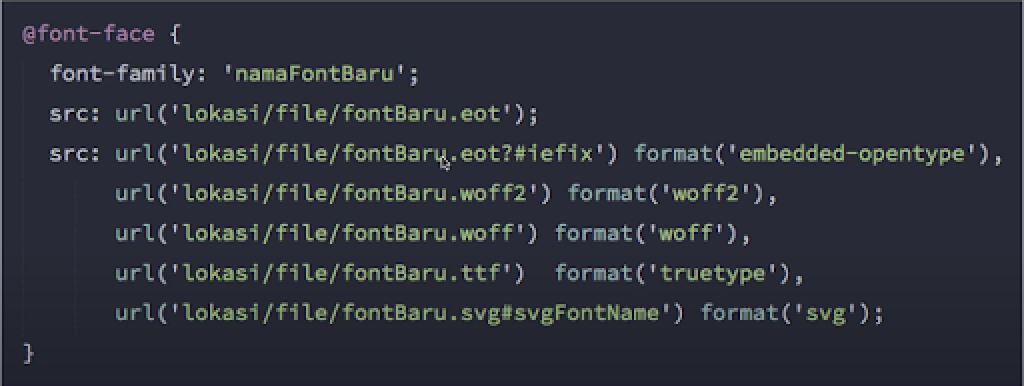 @font-face {
font-family: 'namaFontBaru';
src: url('lokasi/file/fontBaru.eot');
src: url('lokasi/file/fontBaru.eot?#iefix') format('embedded-opentype'),
url('lokasi/file/fontBaru.woff2') format('woff2'),
url('lokasi/file/fontBaru.woff') format('woff'),
url('lokasi/file/fontBaru.ttf')  format('truetype'),
url('lokasi/file/fontBaru.svg#svgFontName') format('svg');
}